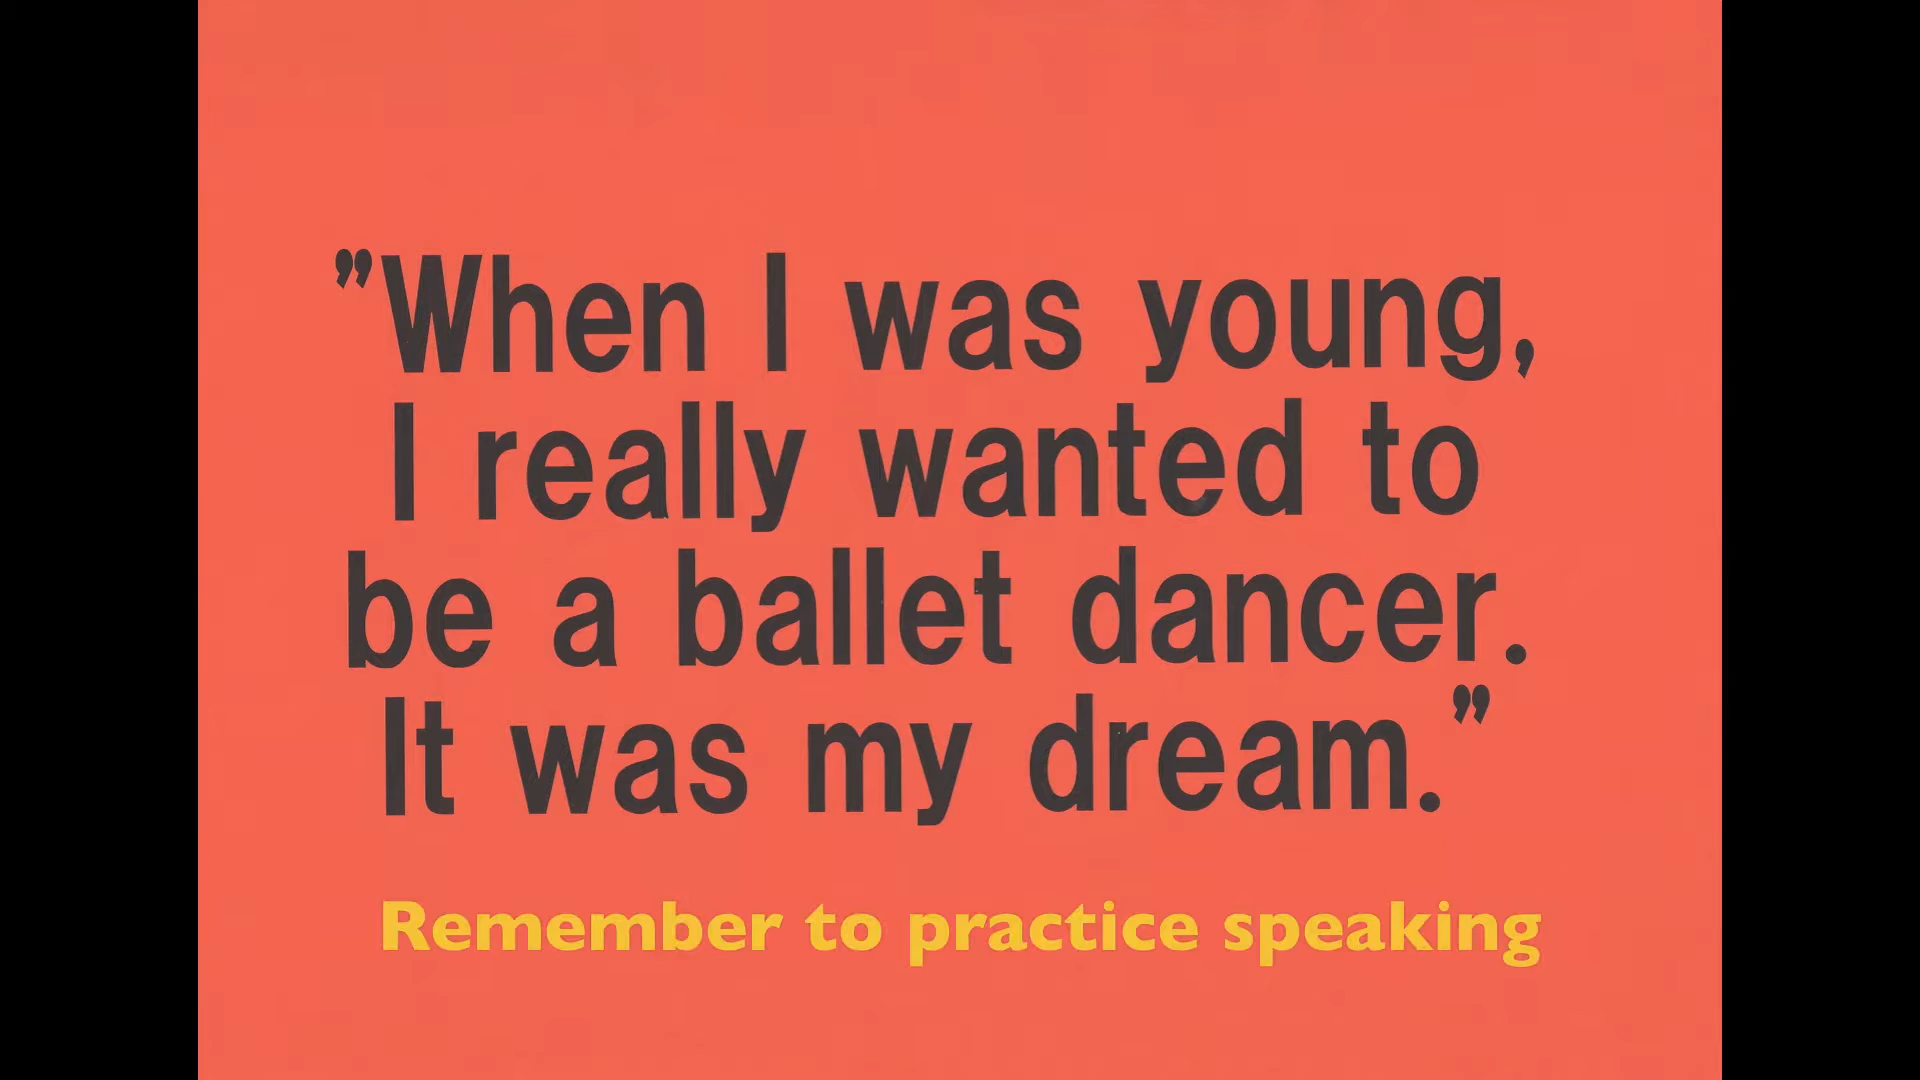 "When I was young,
I really wanted to
be a ballet dancer.
It was my dream."
Remember to practice speaking